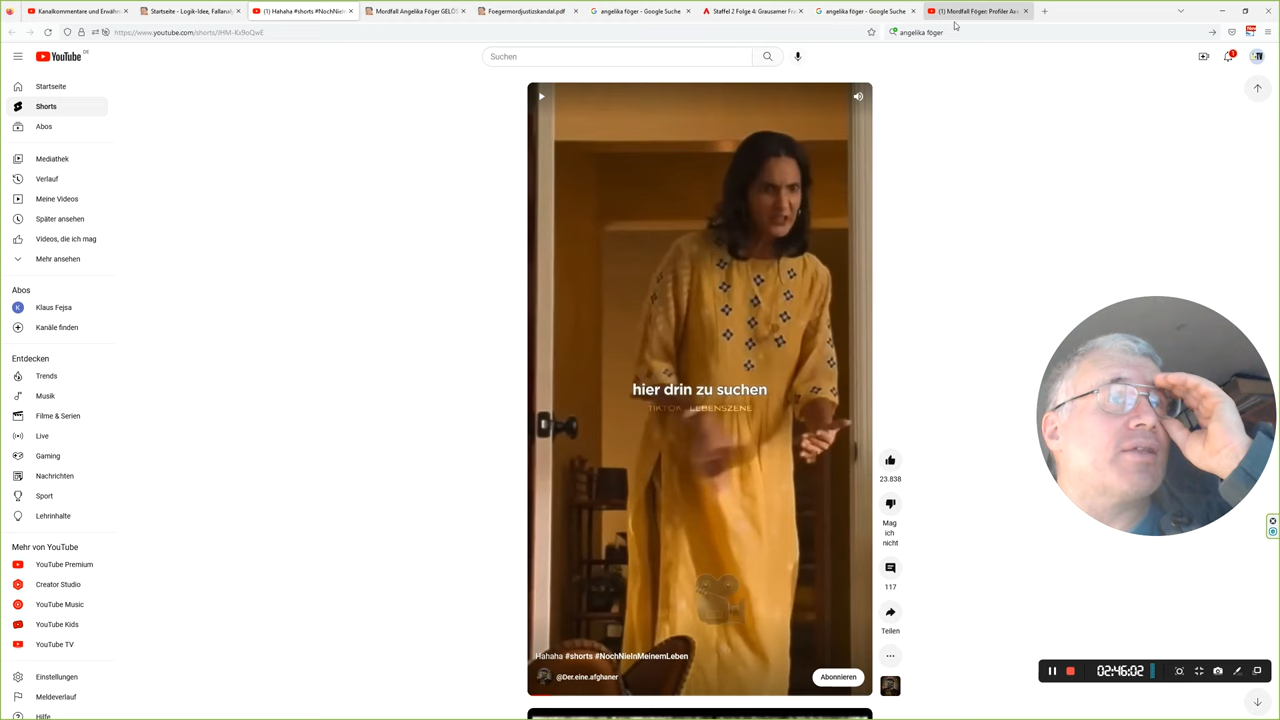 Kanalkommentare und Erwähn
Startseite - Logik-Idee, Fallanal
(1) Hahaha #shorts #NochNieIn
Mordfall Angelika Föger GELÖS
Foegermordjustizskandal.pdf
angelika föger - Google Suche
Staffel 2 Folge 4: Grausamer Fra
angelika föger - Google Suche
(1) Mordfall Föger: Profiler Axe
https://www.youtube.com/shorts/IHM-Kx9oQwE
angelika föger
YouTube DE
Suchen
1
Startseite
Shorts
Abos
Mediathek
Verlauf
Meine Videos
Später ansehen
Videos, die ich mag
Mehr ansehen
Abos
Klaus Fejsa
Kanäle finden
Entdecken
Trends
Musik
Filme & Serien
Live
Gaming
Nachrichten
Sport
Lehrinhalte
Mehr von YouTube
YouTube Premium
Creator Studio
YouTube Music
YouTube Kids
YouTube TV
Einstellungen
Meldeverlauf
Hilfe
hier drin zu suchen
TIKTOK LEBENSZENE
Hahaha #shorts #NochNieInMeinemLeben
@Der.eine.afghaner
Abonnieren
23.838
Mag
ich
nicht
117
Teilen
02:46:02